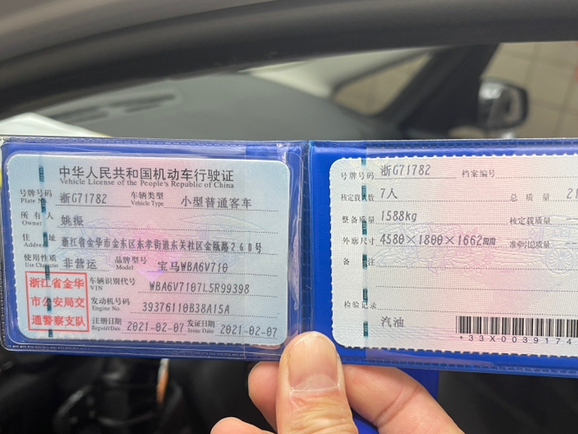 中华人民共和国机动车行驶证
Vehicle License of the People's Republic of China
号牌号码 浙G71782 车辆类型 小型普通客车
Plate No. Vehicle Type
所有人 姚振
Owner
住址 浙江省金华市金东区东孝街道东关社区金瓯路260号
Address
使用性质 非营运 品牌型号 宝马WBA6V710
Use Character Model
浙江省金华
市公安局交
通警察支队
车辆识别代号 WBA6V7107L5R99398
VIN
发动机号码 39376110B38A15A
Engine No.
注册日期 2021-02-07 发证日期 2021-02-07
Register Date Issue Date
号牌号码 浙G71782 档案编号
核定载人数 7人 总质量
整备质量 1588kg 核定载质量
外廓尺寸 4580×1800×1662mm 准牵引总质量
备注
检验记录
汽油
*33X0039174